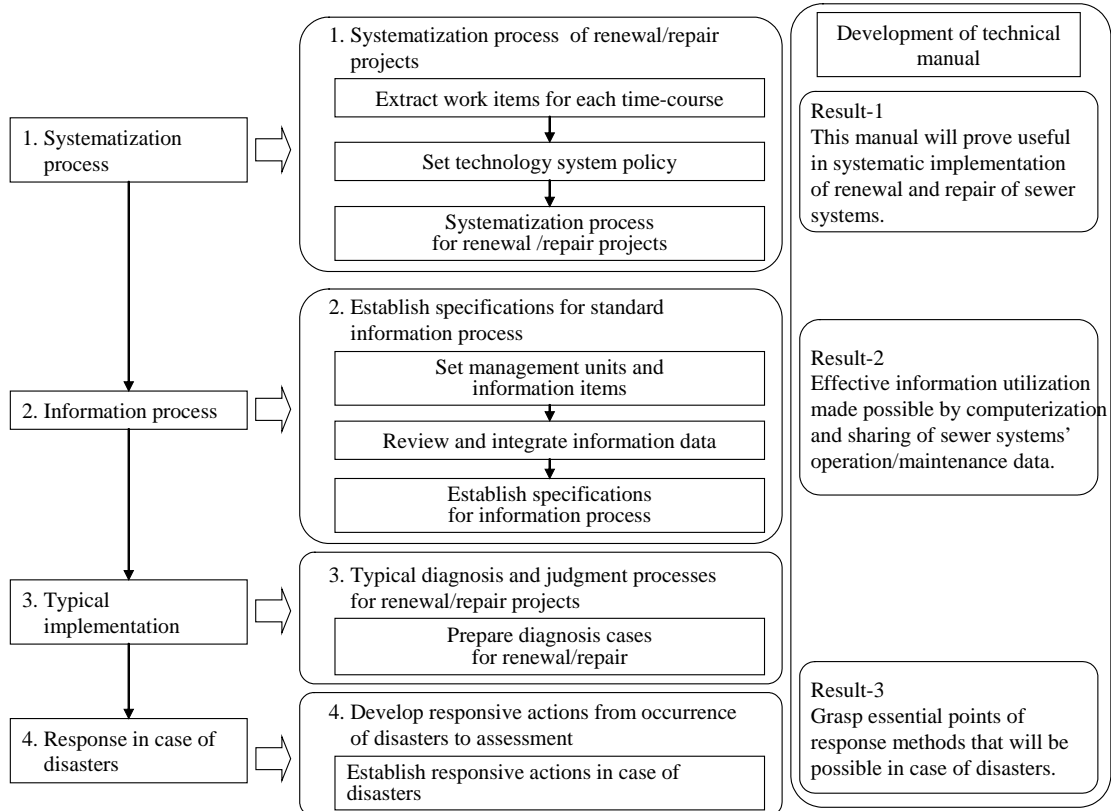 1. Systematization
process
2. Information process
3. Typical
implementation
4. Response in case of
disasters
1. Systematization process of renewal/repair
projects
Extract work items for each time-course
Set technology system policy
Systematization process
for renewal /repair projects
2. Establish specifications for standard
information process
Set management units and
information items
Review and integrate information data
Establish specifications
for information process
3. Typical diagnosis and judgment processes
for renewal/repair projects
Prepare diagnosis cases
for renewal/repair
4. Develop responsive actions from occurrence
of disasters to assessment
Establish responsive actions in case of
disasters
Development of technical
manual
Result-1
This manual will prove useful
in systematic implementation
of renewal and repair of sewer
systems.
Result-2
Effective information utilization
made possible by computerization
and sharing of sewer systems’
operation/maintenance data.
Result-3
Grasp essential points of
response methods that will be
possible in case of disasters.